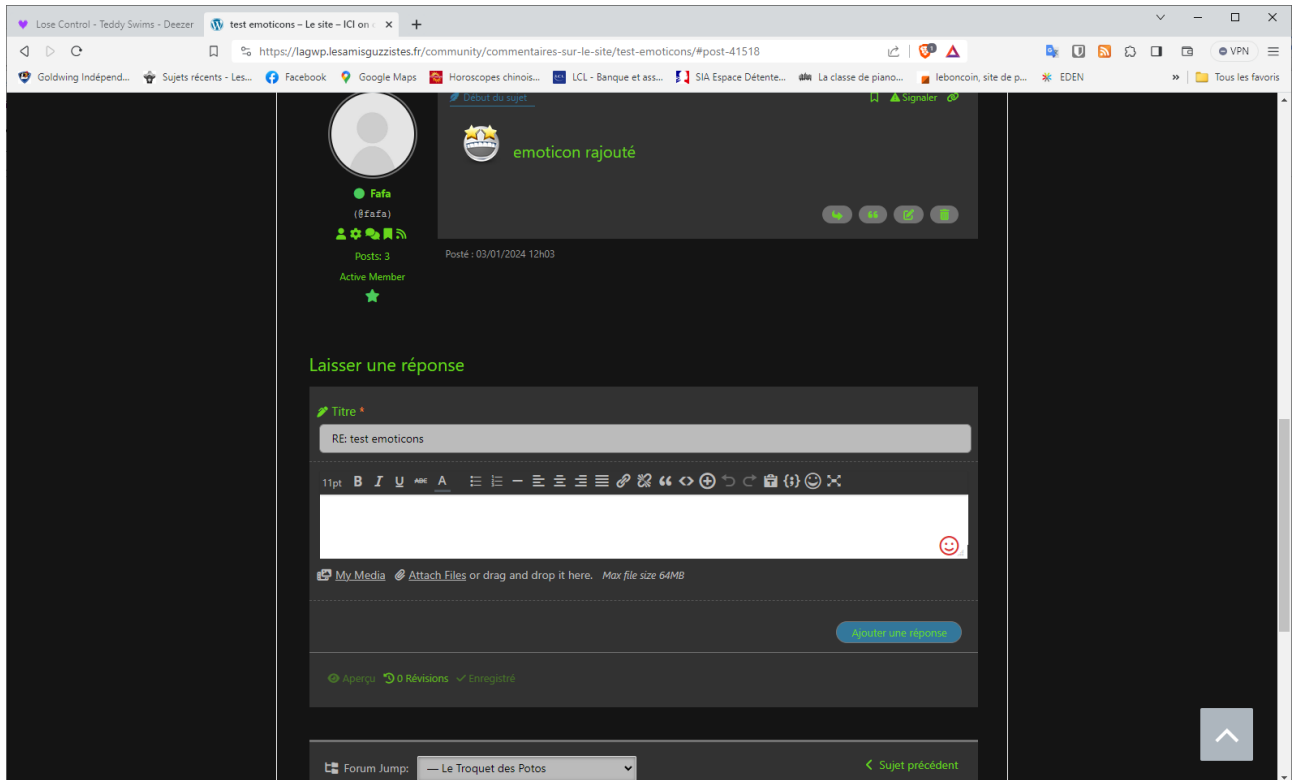 Lose Control - Teddy Swims - Deezer
test emoticons – Le site – ICI on
https://lagwp.lesamisguzzistes.fr/community/commentaires-sur-le-site/test-emoticons/#post-41518
VPN
Goldwing Indépend... Sujets récents - Les... Facebook Google Maps Horoscopes chinois... LCL - Banque et ass... SIA Espace Détente... La classe de piano... leboncoin, site de p... EDEN » Tous les favoris
Début du sujet
Signaler
emoticon rajouté
Fafa
(@fafa)
Posts: 3
Active Member
Posté : 03/01/2024 12h03
Laisser une réponse
Titre *
RE: test emoticons
11pt B I U ABC A
My Media Attach Files or drag and drop it here. Max file size 64MB
Ajouter une réponse
Aperçu 0 Révisions Enregistré
Forum Jump: — Le Troquet des Potos
Sujet précédent